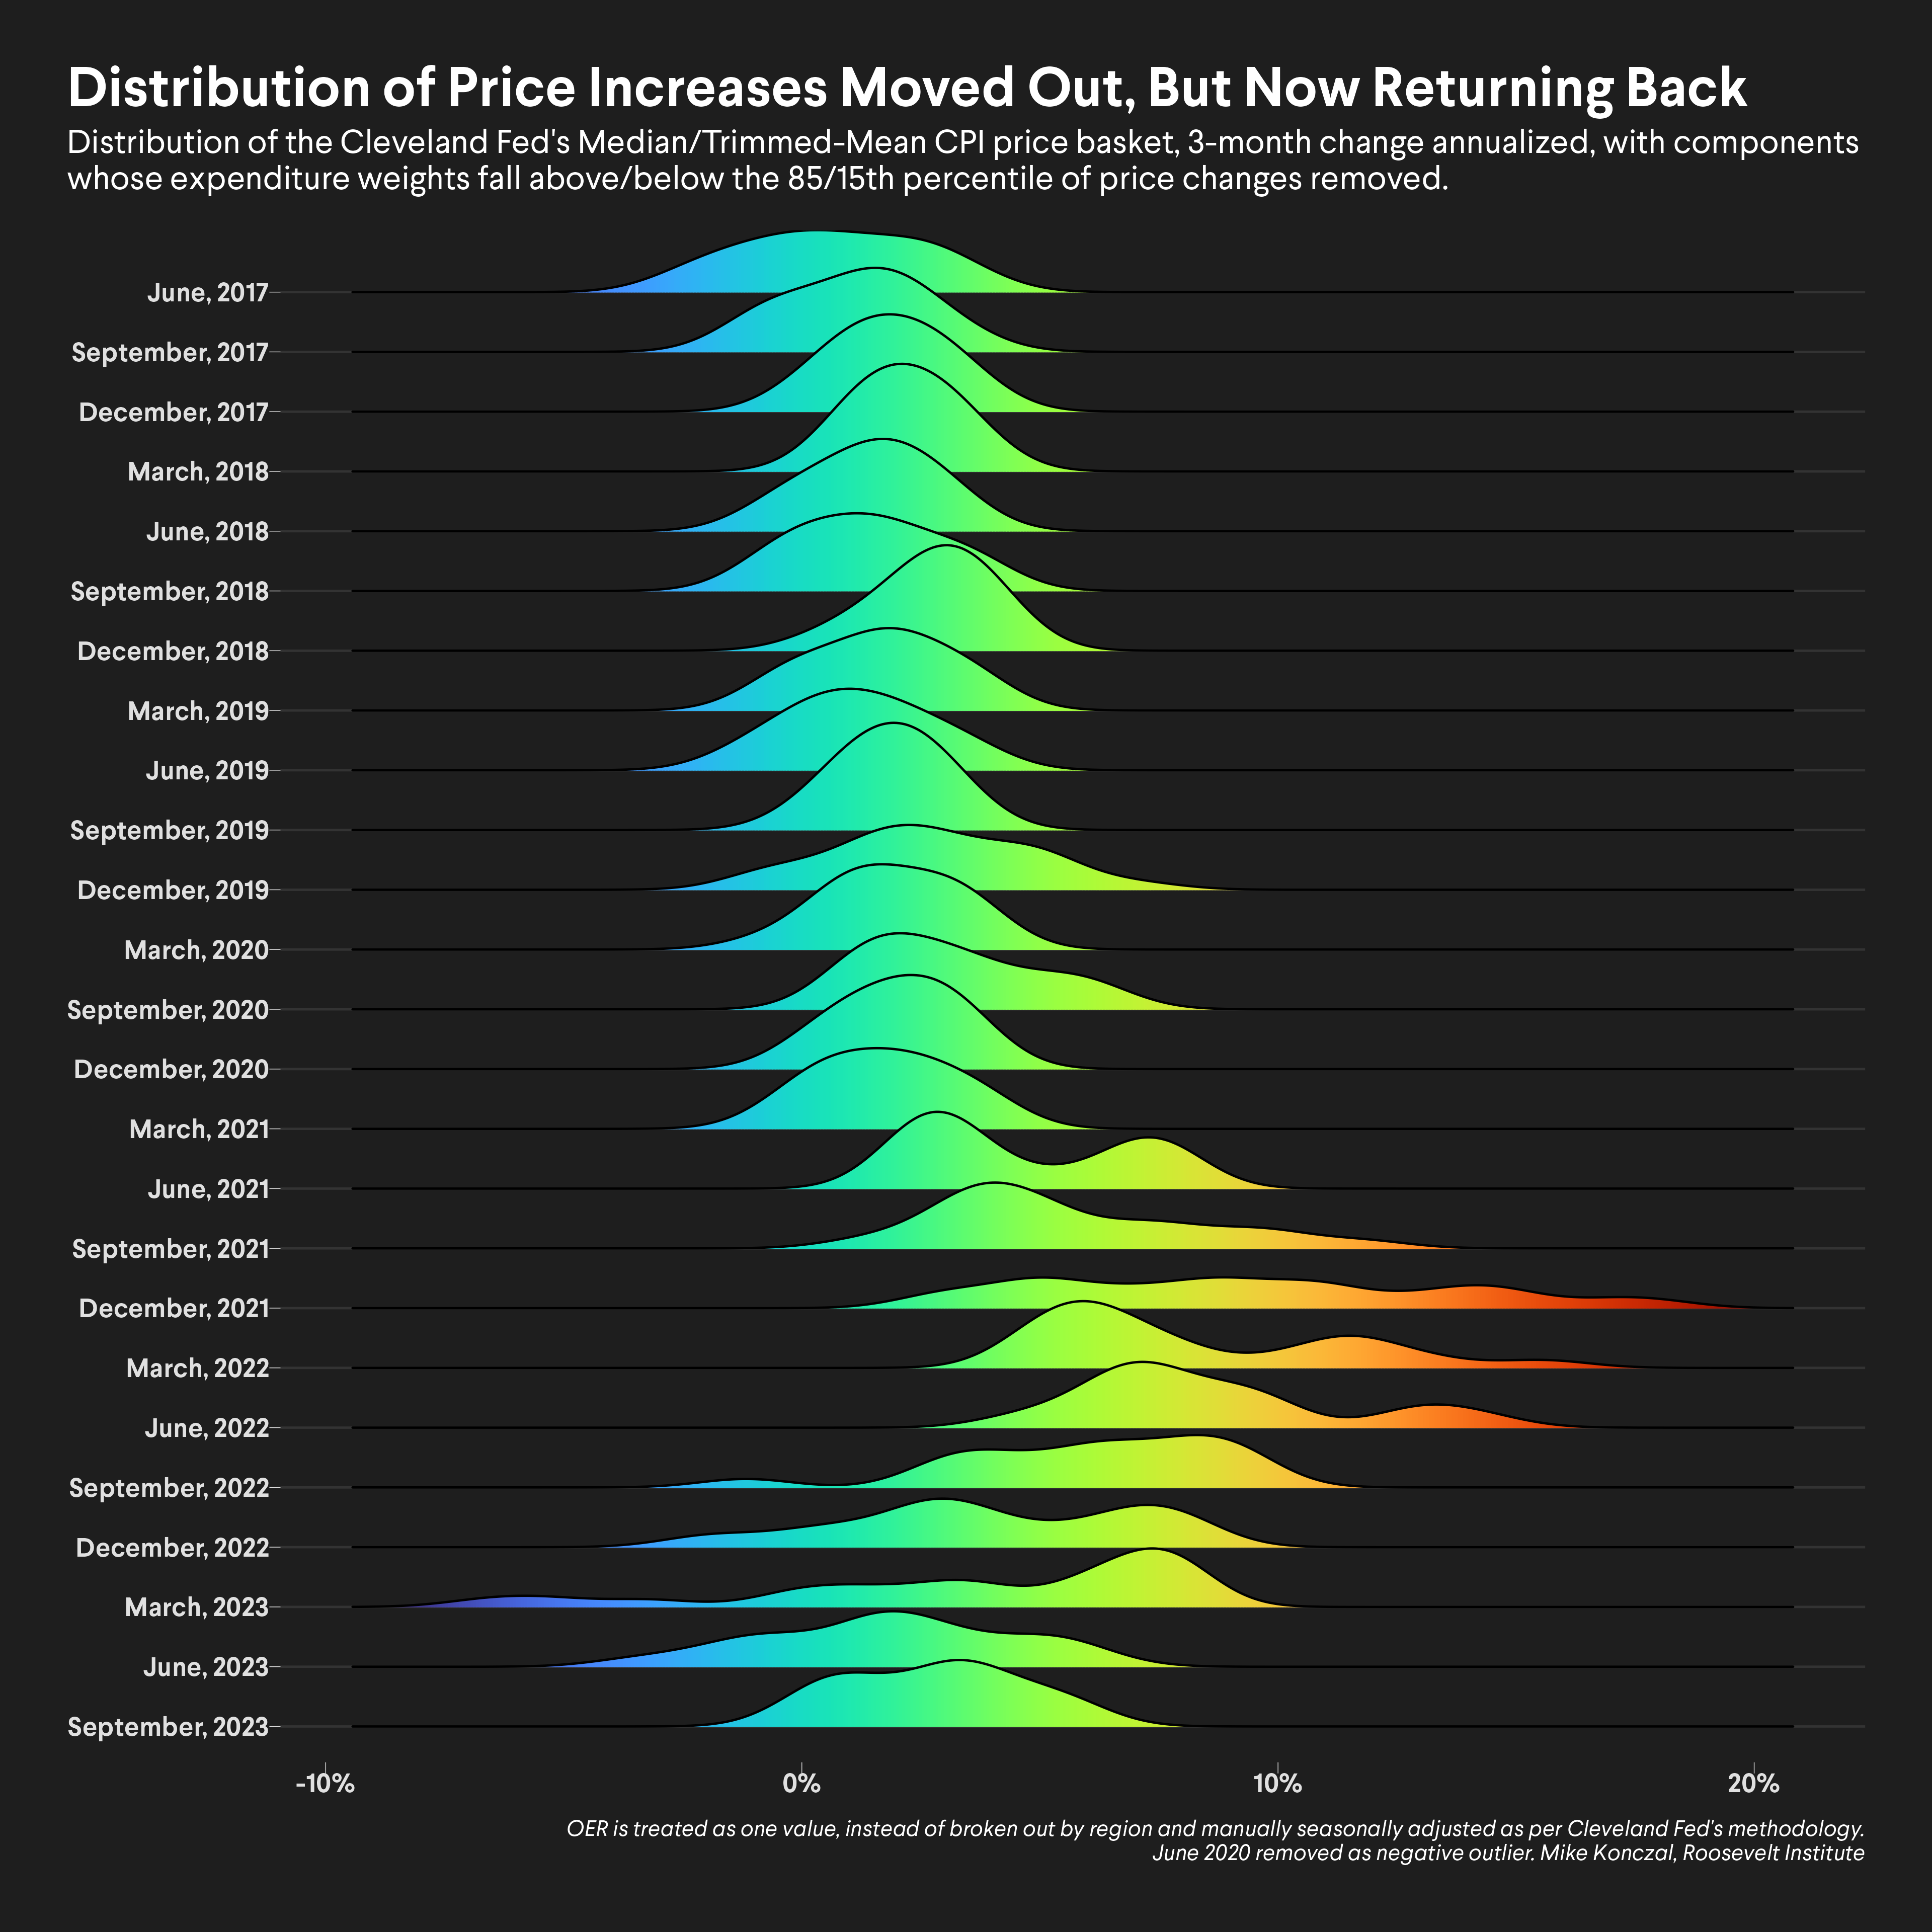 Distribution of Price Increases Moved Out, But Now Returning Back
Distribution of the Cleveland Fed's Median/Trimmed-Mean CPI price basket, 3-month change annualized, with components
whose expenditure weights fall above/below the 85/15th percentile of price changes removed.
June, 2017
September, 2017
December, 2017
March, 2018
June, 2018
September, 2018
December, 2018
March, 2019
June, 2019
September, 2019
December, 2019
March, 2020
September, 2020
December, 2020
March, 2021
June, 2021
September, 2021
December, 2021
March, 2022
June, 2022
September, 2022
December, 2022
March, 2023
June, 2023
September, 2023
-10% 0% 10% 20%
OER is treated as one value, instead of broken out by region and manually seasonally adjusted as per Cleveland Fed's methodology.
June 2020 removed as negative outlier. Mike Konczal, Roosevelt Institute